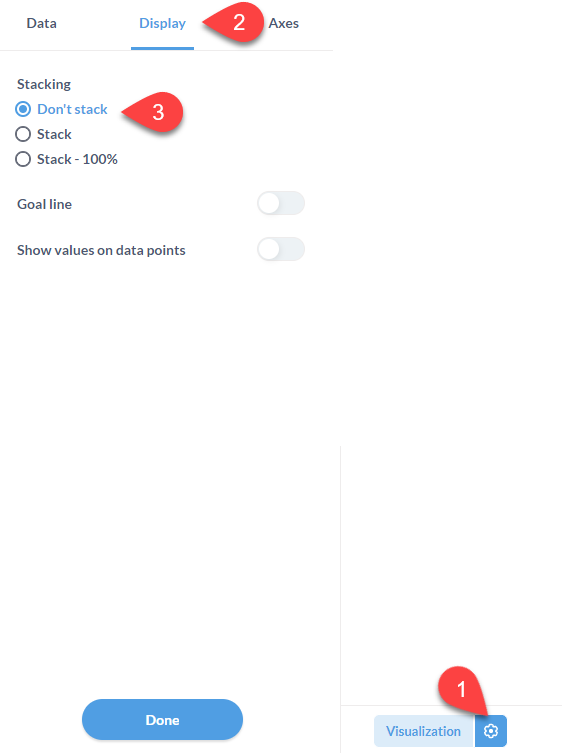 Data Display 2 Axes
Stacking
Don't stack 3
Stack
Stack - 100%
Goal line
Show values on data points
1
Done Visualization